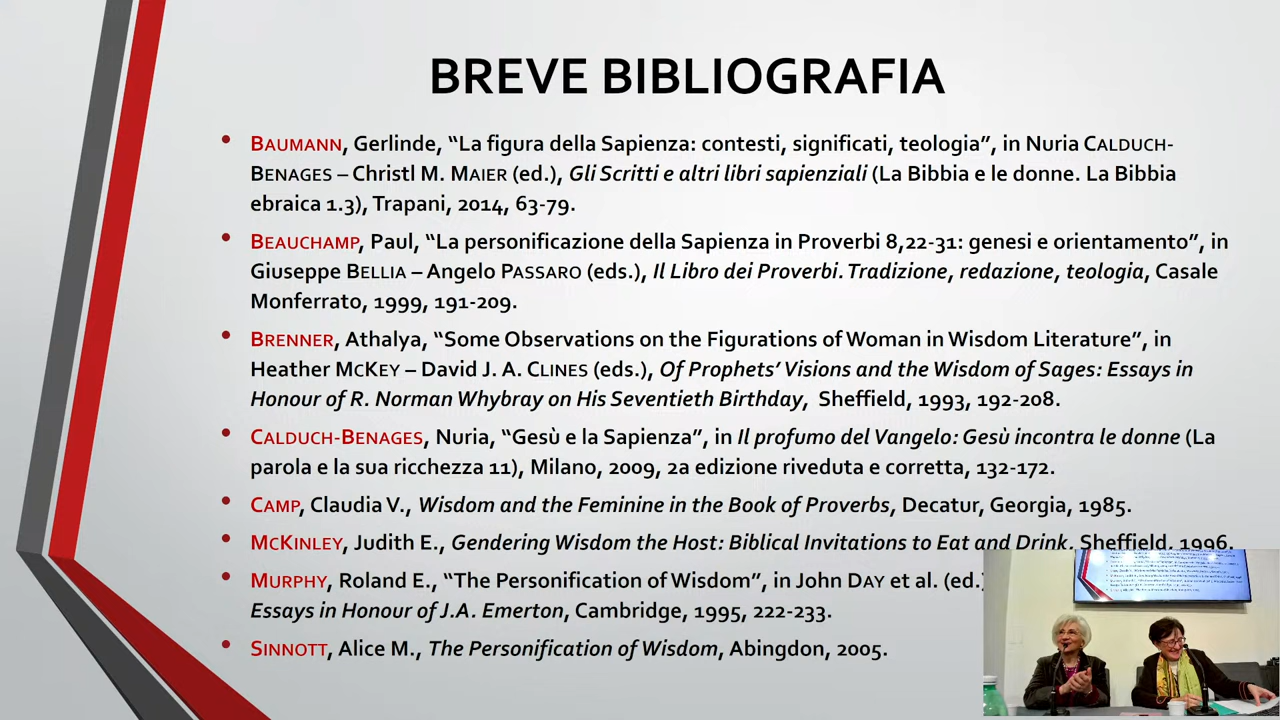 BREVE BIBLIOGRAFIA
• BAUMANN, Gerlinde, “La figura della Sapienza: contesti, significati, teologia”, in Nuria CALDUCH-
BENAGES – Christl M. MAIER (ed.), Gli Scritti e altri libri sapienziali (La Bibbia e le donne. La Bibbia
ebraica 1.3), Trapani, 2014, 63-79.
• BEAUCHAMP, Paul, “La personificazione della Sapienza in Proverbi 8,22-31: genesi e orientamento”, in
Giuseppe BELLIA – Angelo PASSARO (eds.), Il Libro dei Proverbi. Tradizione, redazione, teologia, Casale
Monferrato, 1999, 191-209.
• BRENNER, Athalya, “Some Observations on the Figurations of Woman in Wisdom Literature”, in
Heather MCKEY – David J. A. CLINES (eds.), Of Prophets’ Visions and the Wisdom of Sages: Essays in
Honour of R. Norman Whybray on His Seventieth Birthday, Sheffield, 1993, 192-208.
• CALDUCH-BENAGES, Nuria, “Gesù e la Sapienza”, in Il profumo del Vangelo: Gesù incontra le donne (La
parola e la sua ricchezza 11), Milano, 2009, 2a edizione riveduta e corretta, 132-172.
• CAMP, Claudia V., Wisdom and the Feminine in the Book of Proverbs, Decatur, Georgia, 1985.
• MCKINLEY, Judith E., Gendering Wisdom the Host: Biblical Invitations to Eat and Drink, Sheffield, 1996.
• MURPHY, Roland E., “The Personification of Wisdom”, in John DAY et al. (ed.)
Essays in Honour of J.A. Emerton, Cambridge, 1995, 222-233.
• SINNOTT, Alice M., The Personification of Wisdom, Abingdon, 2005.